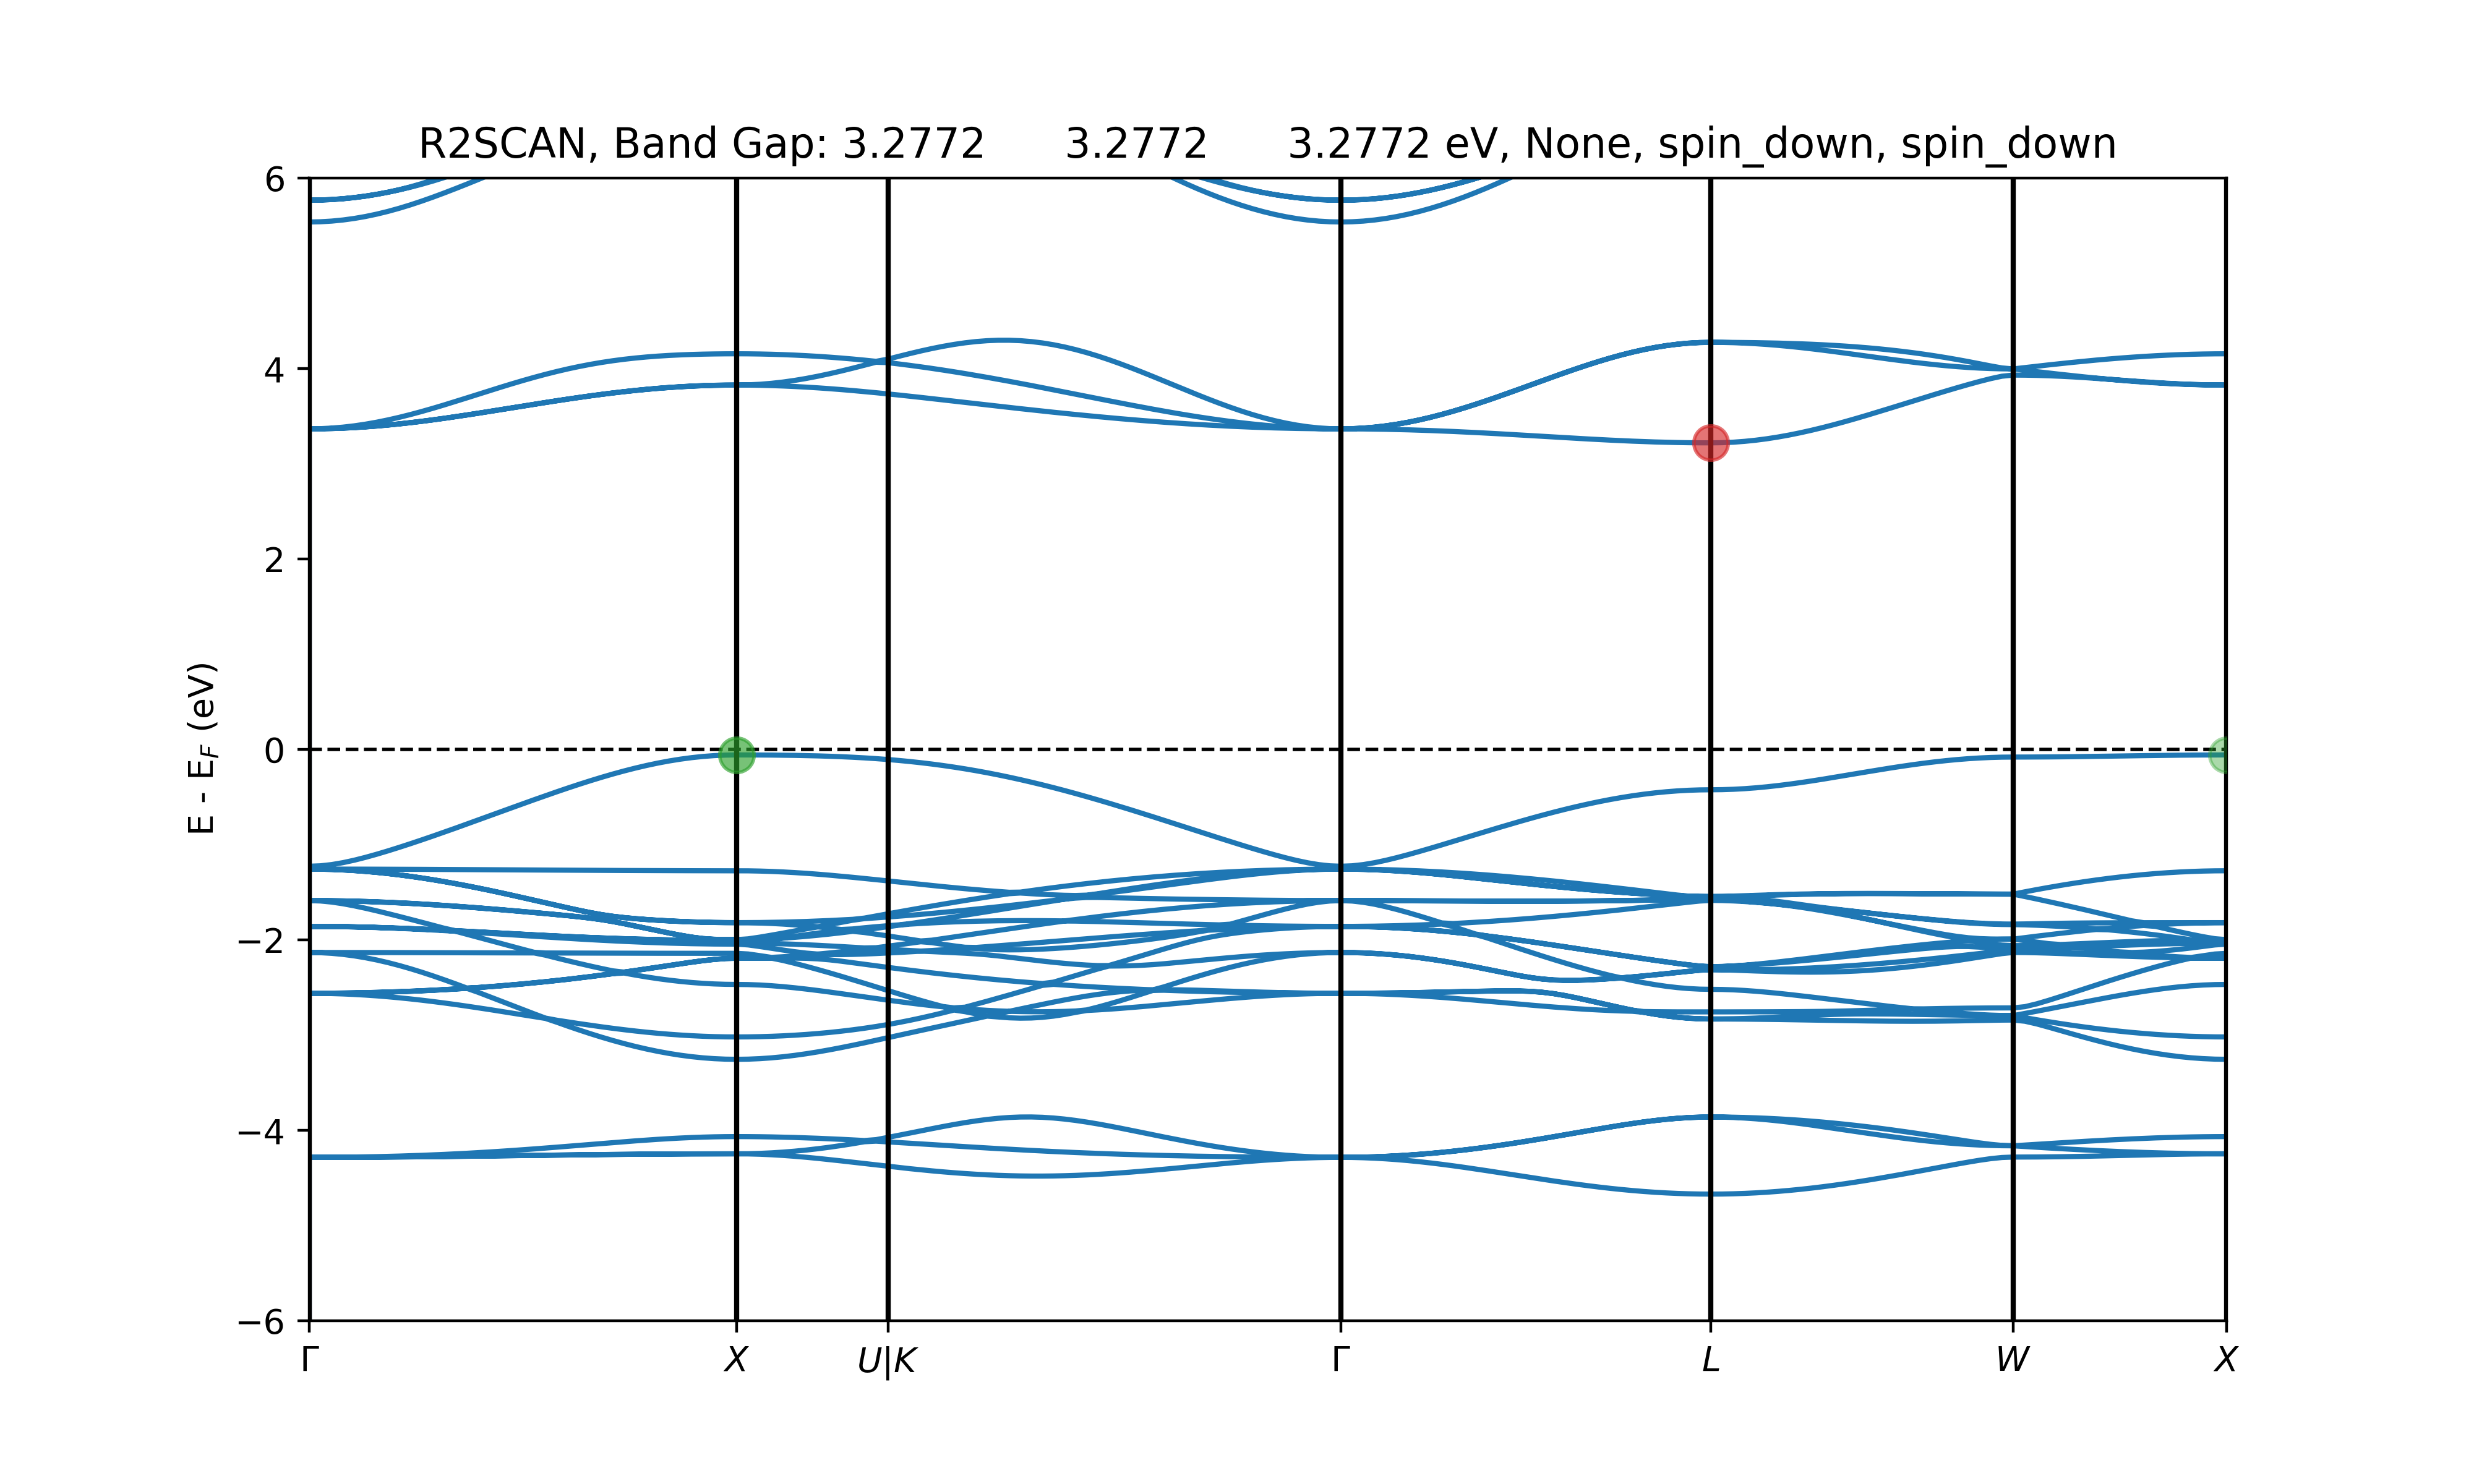 R2SCAN, Band Gap: 3.2772 3.2772 3.2772 eV, None, spin_down, spin_down
6
4
2
0
−2
−4
−6
E - E_F (eV)
Γ X U|K Γ L W X